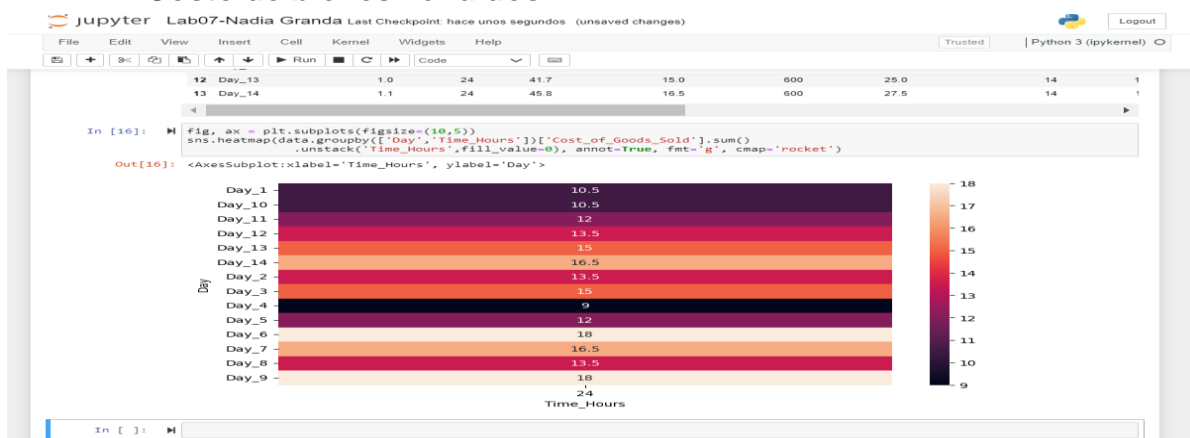 jupyter Lab07-Nadia Granda Last Checkpoint: hace unos segundos (unsaved changes)
Logout
File Edit View Insert Cell Kernel Widgets Help
Trusted | Python 3 (ipykernel)
Run Code
12 Day_13 1.0 24 41.7 15.0 600 25.0 14 1
13 Day_14 1.1 24 45.8 16.5 600 27.5 14 1
In [16]:
fig, ax = plt.subplots(figsize=(10,5))
sns.heatmap(data.groupby(['Day','Time_Hours'])['Cost_of_Goods_Sold'].sum()
.unstack('Time_Hours',fill_value=0), annot=True, fmt='g', cmap='rocket')
Out[16]: <AxesSubplot:xlabel='Time_Hours', ylabel='Day'>
Day_1 10.5
Day_10 10.5
Day_11 12
Day_12 13.5
Day_13 15
Day_14 16.5
Day_2 13.5
Day_3 15
Day_4 9
Day_5 12
Day_6 18
Day_7 16.5
Day_8 13.5
Day_9 18
Day
24
Time_Hours
18
17
16
15
14
13
12
11
10
9
In [ ]: